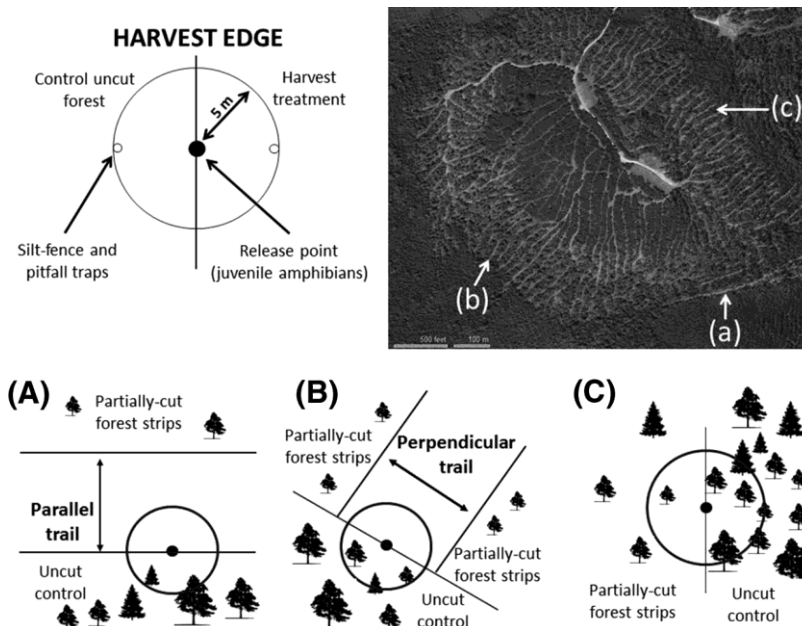 HARVEST EDGE
Control uncut
forest
Harvest
treatment
5 m
Silt-fence and
pitfall traps
Release point
(juvenile amphibians)
(c)
(b)
(a)
500 feet
100 m
(A)
Partially-cut
forest strips
Parallel
trail
Uncut
control
(B)
Partially-cut
forest strips
Perpendicular
trail
Partially-cut
forest strips
Uncut
control
(C)
Partially-cut
forest strips
Uncut
control